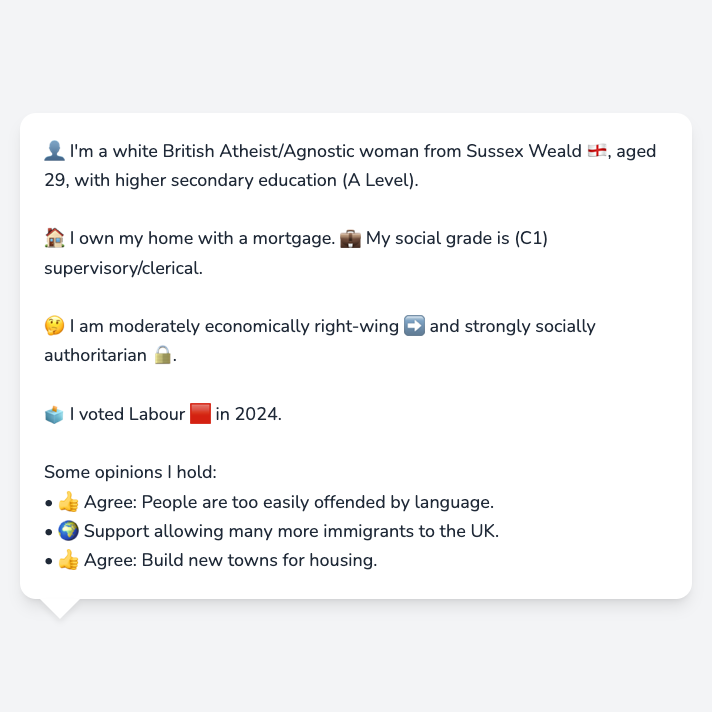 👤 I'm a white British Atheist/Agnostic woman from Sussex Weald 🏴󠁧󠁢󠁥󠁮󠁧󠁿, aged
29, with higher secondary education (A Level).
🏠 I own my home with a mortgage. 💼 My social grade is (C1)
supervisory/clerical.
🤔 I am moderately economically right-wing ➡️ and strongly socially
authoritarian 🔒.
🗳️ I voted Labour 🟥 in 2024.
Some opinions I hold:
• 👍 Agree: People are too easily offended by language.
• 🌍 Support allowing many more immigrants to the UK.
• 👍 Agree: Build new towns for housing.